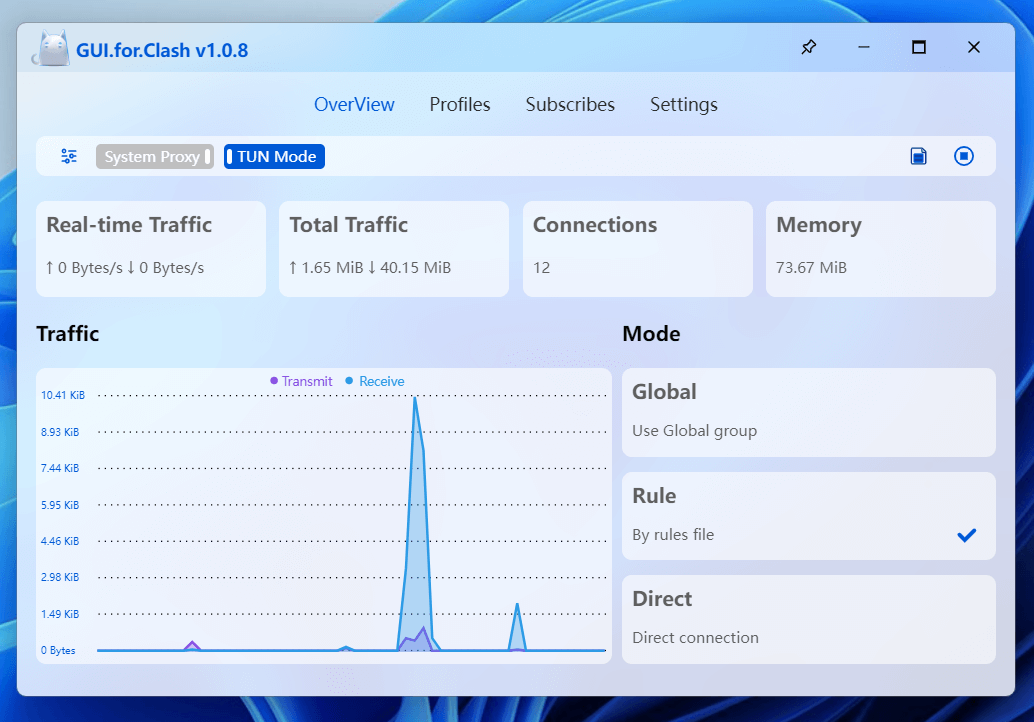 GUI.for.Clash v1.0.8
OverView Profiles Subscribes Settings
System Proxy TUN Mode
Real-time Traffic
↑ 0 Bytes/s ↓ 0 Bytes/s
Total Traffic
↑ 1.65 MiB ↓ 40.15 MiB
Connections
12
Memory
73.67 MiB
Traffic
Transmit Receive
10.41 KiB
8.93 KiB
7.44 KiB
5.95 KiB
4.46 KiB
2.98 KiB
1.49 KiB
0 Bytes
Mode
Global
Use Global group
Rule
By rules file
Direct
Direct connection